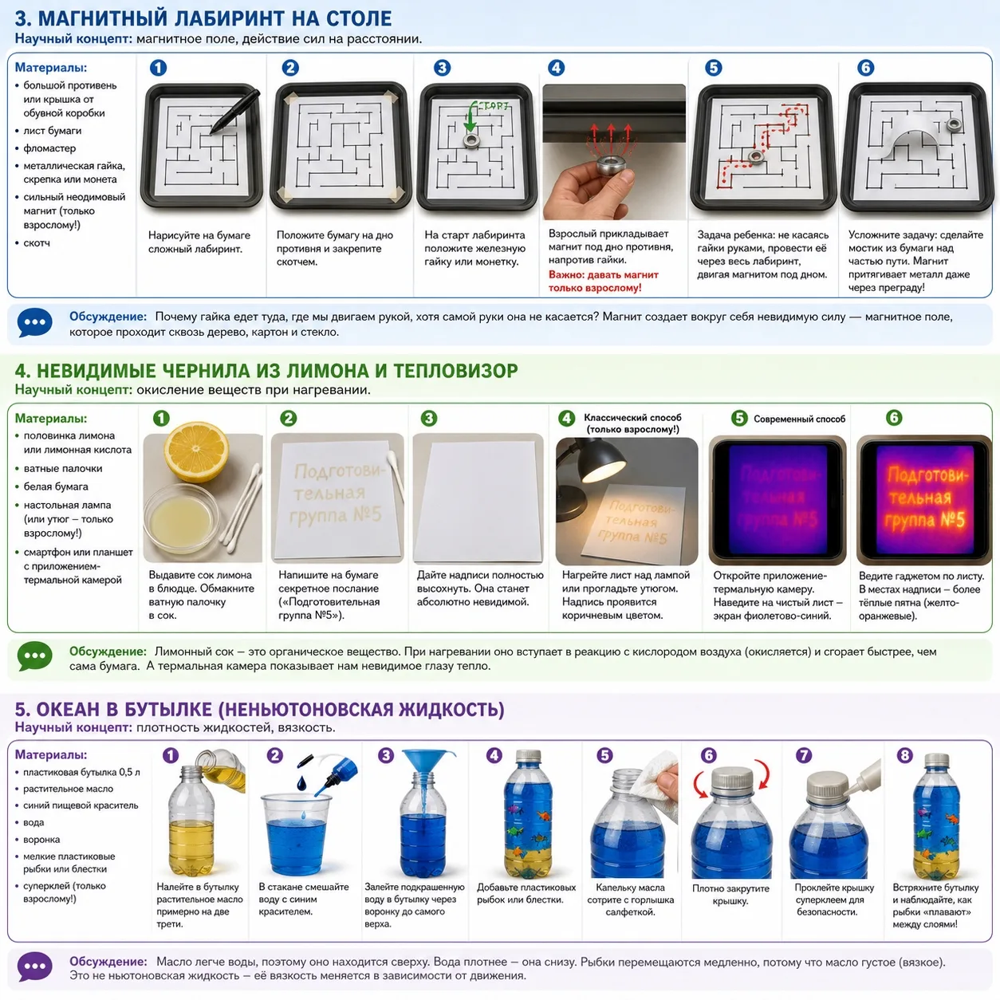 3. МАГНИТНЫЙ ЛАБИРИНТ НА СТОЛЕ
Научный концепт: магнитное поле, действие сил на расстоянии.
Материалы:
• большой противень
или крышка от
обувной коробки
• лист бумаги
• фломастер
• металлическая гайка,
скрепка или монета
• сильный неодимовый
магнит (только
взрослому!)
• скотч
1
Нарисуйте на бумаге
сложный лабиринт.
2
Положите бумагу на дно
противня и закрепите
скотчем.
3
На старт лабиринта
положите железную
гайку или монетку.
4
Взрослый прикладывает
магнит под дно противня,
напротив гайки.
Важно: давать магнит
только взрослому!
5
Задача ребенка: не касаясь
гайки руками, провести её
через весь лабиринт,
двигая магнитом под дном.
6
Усложните задачу: сделайте
мостик из бумаги над
частью пути. Магнит
притягивает металл даже
через преграду!
Обсуждение: Почему гайка едет туда, где мы двигаем рукой, хотя самой руки она не касается? Магнит создает вокруг себя невидимую силу — магнитное поле,
которое проходит сквозь дерево, картон и стекло.
4. НЕВИДИМЫЕ ЧЕРНИЛА ИЗ ЛИМОНА И ТЕПЛОВИЗОР
Научный концепт: окисление веществ при нагревании.
Материалы:
• половинка лимона
или лимонная кислота
• ватные палочки
• белая бумага
• настольная лампа
(или утюг – только
взрослому!)
• смартфон или планшет
с приложением-
термальной камерой
1
Выдавите сок лимона
в блюдце. Обмакните
ватную палочку
в сок.
2
Подготови-
тельная
группа №5
Напишите на бумаге
секретное послание
(«Подготовительная
группа №5»).
3
Дайте надписи полностью
высохнуть. Она станет
абсолютно невидимой.
4 Классический способ
(только взрослому!)
Подготови-
тельная
группа №5
Нагрейте лист над лампой
или прогладьте утюгом.
Надпись проявится
коричневым цветом.
5 Современный способ
Подготови-
тельная
группа №5
Откройте приложение-
термальную камеру.
Наведите на чистый лист –
экран фиолетово-синий.
6
Подготови-
тельная
группа №5
Ведите гаджетом по листу.
В местах надписи – более
тёплые пятна (желто-
оранжевые).
Обсуждение: Лимонный сок – это органическое вещество. При нагревании оно вступает в реакцию с кислородом воздуха (окисляется) и сгорает быстрее, чем
сама бумага. А термальная камера показывает нам невидимое глазу тепло.
5. ОКЕАН В БУТЫЛКЕ (НЕНЬЮТОНОВСКАЯ ЖИДКОСТЬ)
Научный концепт: плотность жидкостей, вязкость.
Материалы:
• пластиковая бутылка 0,5 л
• растительное масло
• синий пищевой краситель
• вода
• воронка
• мелкие пластиковые
рыбки или блестки
• суперклей (только
взрослому!)
1
Налейте в бутылку
растительное масло
примерно на две
трети.
2
В стакане смешайте
воду с синим
красителем.
3
Залейте подкрашенную
воду в бутылку через
воронку до самого
верха.
4
Добавьте пластиковых
рыбок или блестки.
5
Капельку масла
сотрите с горлышка
салфеткой.
6
Плотно закрутите
крышку.
7
Проклейте крышку
суперклеем для
безопасности.
8
Встряхните бутылку
и наблюдайте, как
рыбки «плавают»
между слоями!
Обсуждение: Масло легче воды, поэтому оно находится сверху. Вода плотнее – она снизу. Рыбки перемещаются медленно, потому что масло густое (вязкое).
Это не ньютоновская жидкость – её вязкость меняется в зависимости от движения.